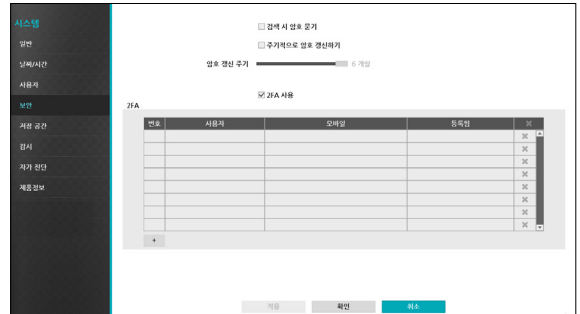 시스템
일반
날짜/시간
사용자
보안
저장 공간
감시
자가 진단
제품정보
검색 시 암호 묻기
주기적으로 암호 갱신하기
암호 갱신 주기 6 개월
2FA 사용
2FA
번호 사용자 모바일 등록됨
+
적용 확인 취소